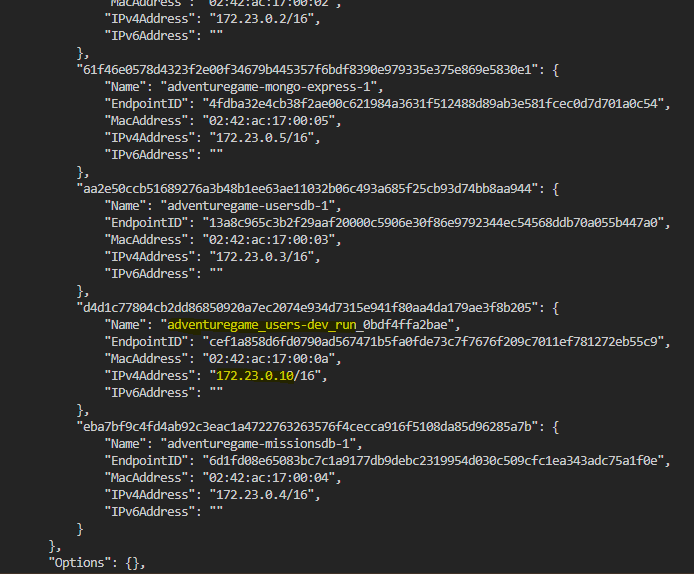 "MacAddress": "02:42:ac:17:00:02",
"IPv4Address": "172.23.0.2/16",
"IPv6Address": ""
},
"61f46e0578d4323f2e00f34679b445357f6bdf8390e979335e375e869e5830e1": {
"Name": "adventuregame-mongo-express-1",
"EndpointID": "4fdba32e4cb38f2ae00c621984a3631f512488d89ab3e581fcec0d7d701a0c54",
"MacAddress": "02:42:ac:17:00:05",
"IPv4Address": "172.23.0.5/16",
"IPv6Address": ""
},
"aa2e50ccb51689276a3b48b1ee63ae11032b06c493a685f25cb93d74bb8aa944": {
"Name": "adventuregame-usersdb-1",
"EndpointID": "13a8c965c3b2f29aaf20000c5906e30f86e9792344ec54568ddb70a055b447a0",
"MacAddress": "02:42:ac:17:00:03",
"IPv4Address": "172.23.0.3/16",
"IPv6Address": ""
},
"d4d1c77804cb2dd86850920a7ec2074e934d7315e941f80aa4da179ae3f8b205": {
"Name": "adventuregame_users-dev_run_0bdf4ffa2bae",
"EndpointID": "cef1a858d6fd0790ad567471b5fa0fde73c7f7676f209c7011ef781272eb55c9",
"MacAddress": "02:42:ac:17:00:0a",
"IPv4Address": "172.23.0.10/16",
"IPv6Address": ""
},
"eba7bf9c4fd4ab92c3eac1a4722763263576f4cecca916f5108da85d96285a7b": {
"Name": "adventuregame-missionsdb-1",
"EndpointID": "6d1fd08e65083bc7c1a9177db9debc2319954d030c509cfc1ea343adc75a1f0e",
"MacAddress": "02:42:ac:17:00:04",
"IPv4Address": "172.23.0.4/16",
"IPv6Address": ""
}
},
"Options": {},